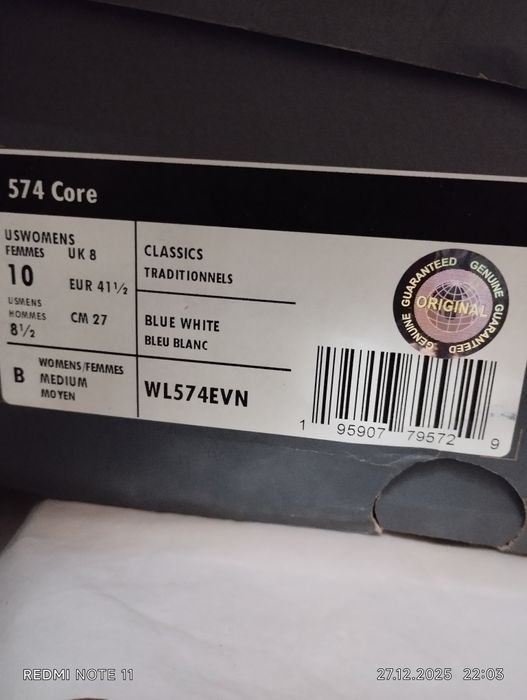 574 Core
USWOMENS
FEMMES
10
UK 8
EUR 41½
USMENS
HOMMES
8½
CM 27
B
WOMENS/FEMMES
MEDIUM
MOYEN
CLASSICS
TRADITIONNELS
BLUE WHITE
BLEU BLANC
WL574EVN
GENUINE GUARANTEED GENUINE GUARANTEED
ORIGINAL
1 95907 79572 9
REDMI NOTE 11
27.12.2025 22:03